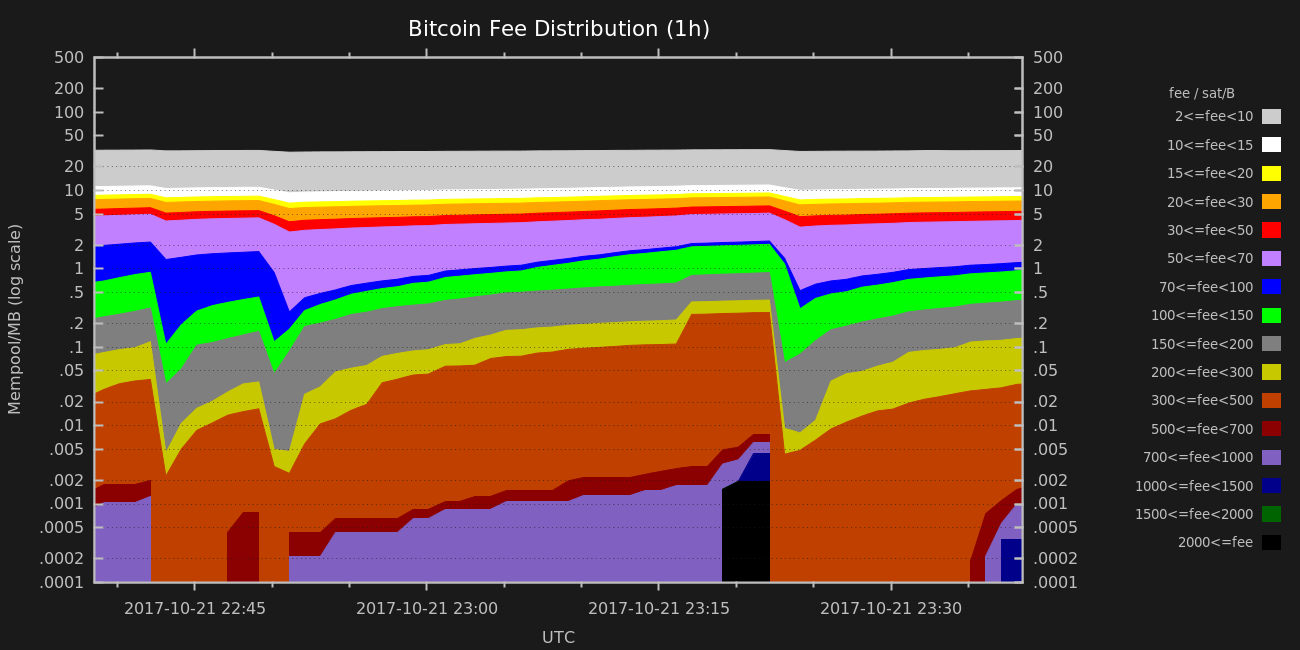 Bitcoin Fee Distribution (1h)
Mempool/MB (log scale)
500
200
100
50
20
10
5
2
1
.5
.2
.1
.05
.02
.01
.005
.002
.001
.0005
.0002
.0001
500
200
100
50
20
10
5
2
1
.5
.2
.1
.05
.02
.01
.005
.002
.001
.0005
.0002
.0001
fee / sat/B
2<=fee<10
10<=fee<15
15<=fee<20
20<=fee<30
30<=fee<50
50<=fee<70
70<=fee<100
100<=fee<150
150<=fee<200
200<=fee<300
300<=fee<500
500<=fee<700
700<=fee<1000
1000<=fee<1500
1500<=fee<2000
2000<=fee
2017-10-21 22:45 2017-10-21 23:00 2017-10-21 23:15 2017-10-21 23:30
UTC